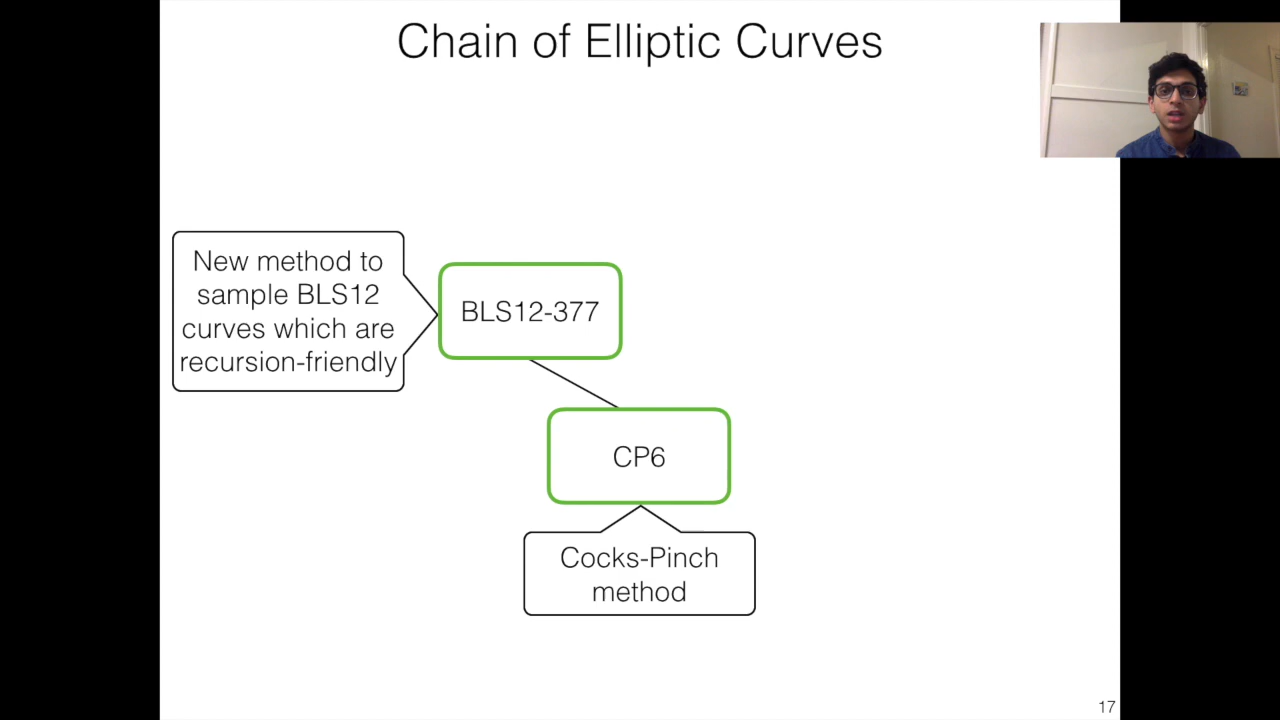 Chain of Elliptic Curves
New method to
sample BLS12
curves which are
recursion-friendly
BLS12-377
CP6
Cocks-Pinch
method
17